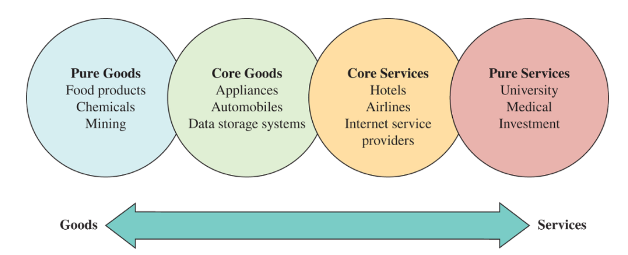 Pure Goods
Food products
Chemicals
Mining
Core Goods
Appliances
Automobiles
Data storage systems
Core Services
Hotels
Airlines
Internet service
providers
Pure Services
University
Medical
Investment
Goods
Services